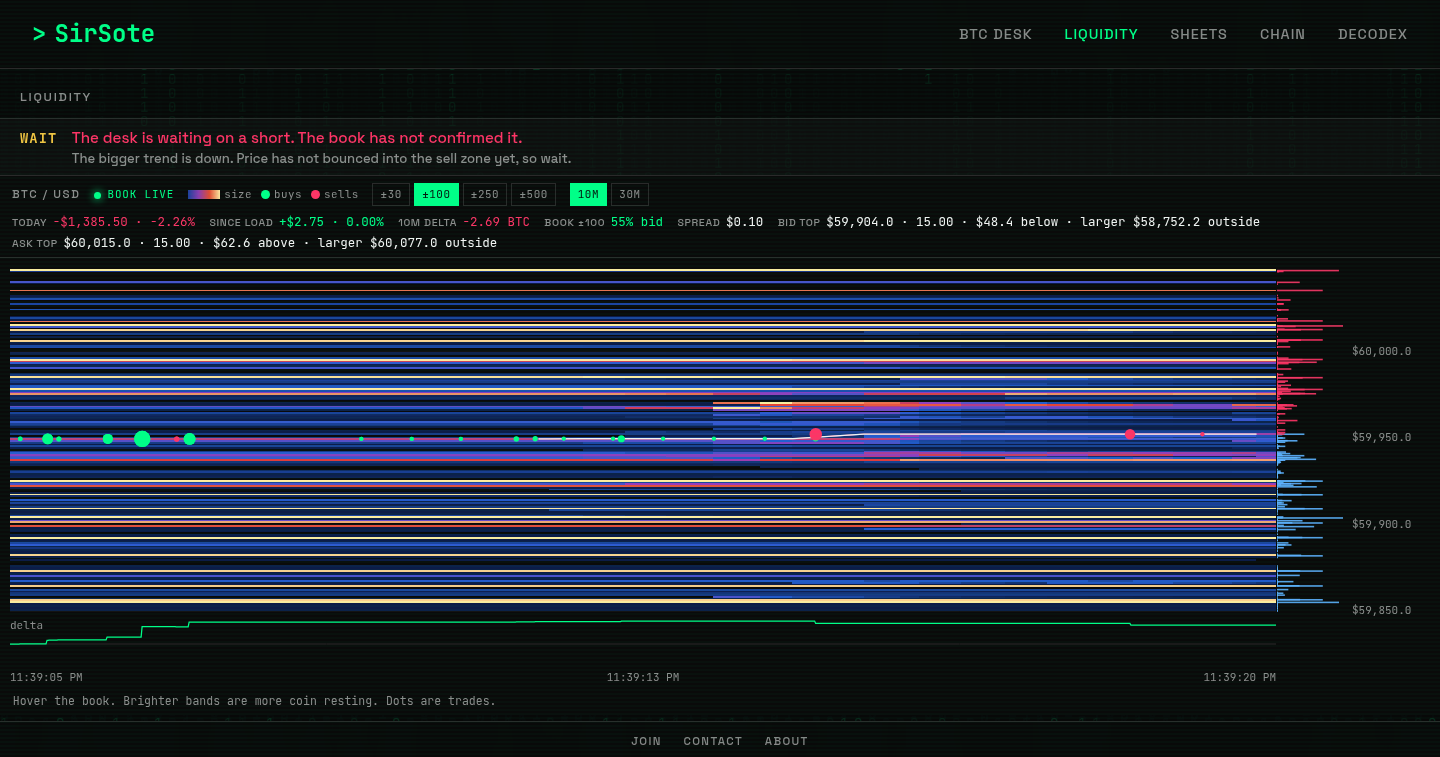 > SirSote
BTC DESK LIQUIDITY SHEETS CHAIN DECODEX
LIQUIDITY
WAIT The desk is waiting on a short. The book has not confirmed it.
The bigger trend is down. Price has not bounced into the sell zone yet, so wait.
BTC / USD BOOK LIVE size buys sells ±30 ±100 ±250 ±500 10M 30M
TODAY -$1,385.50 · -2.26% SINCE LOAD +$2.75 · 0.00% 10M DELTA -2.69 BTC BOOK ±100 55% bid SPREAD $0.10 BID TOP $59,904.0 · 15.00 · $48.4 below · larger $58,752.2 outside
ASK TOP $60,015.0 · 15.00 · $62.6 above · larger $60,077.0 outside
$60,000.0
$59,950.0
$59,900.0
$59,850.0
delta
11:39:05 PM 11:39:13 PM 11:39:20 PM
Hover the book. Brighter bands are more coin resting. Dots are trades.
JOIN CONTACT ABOUT